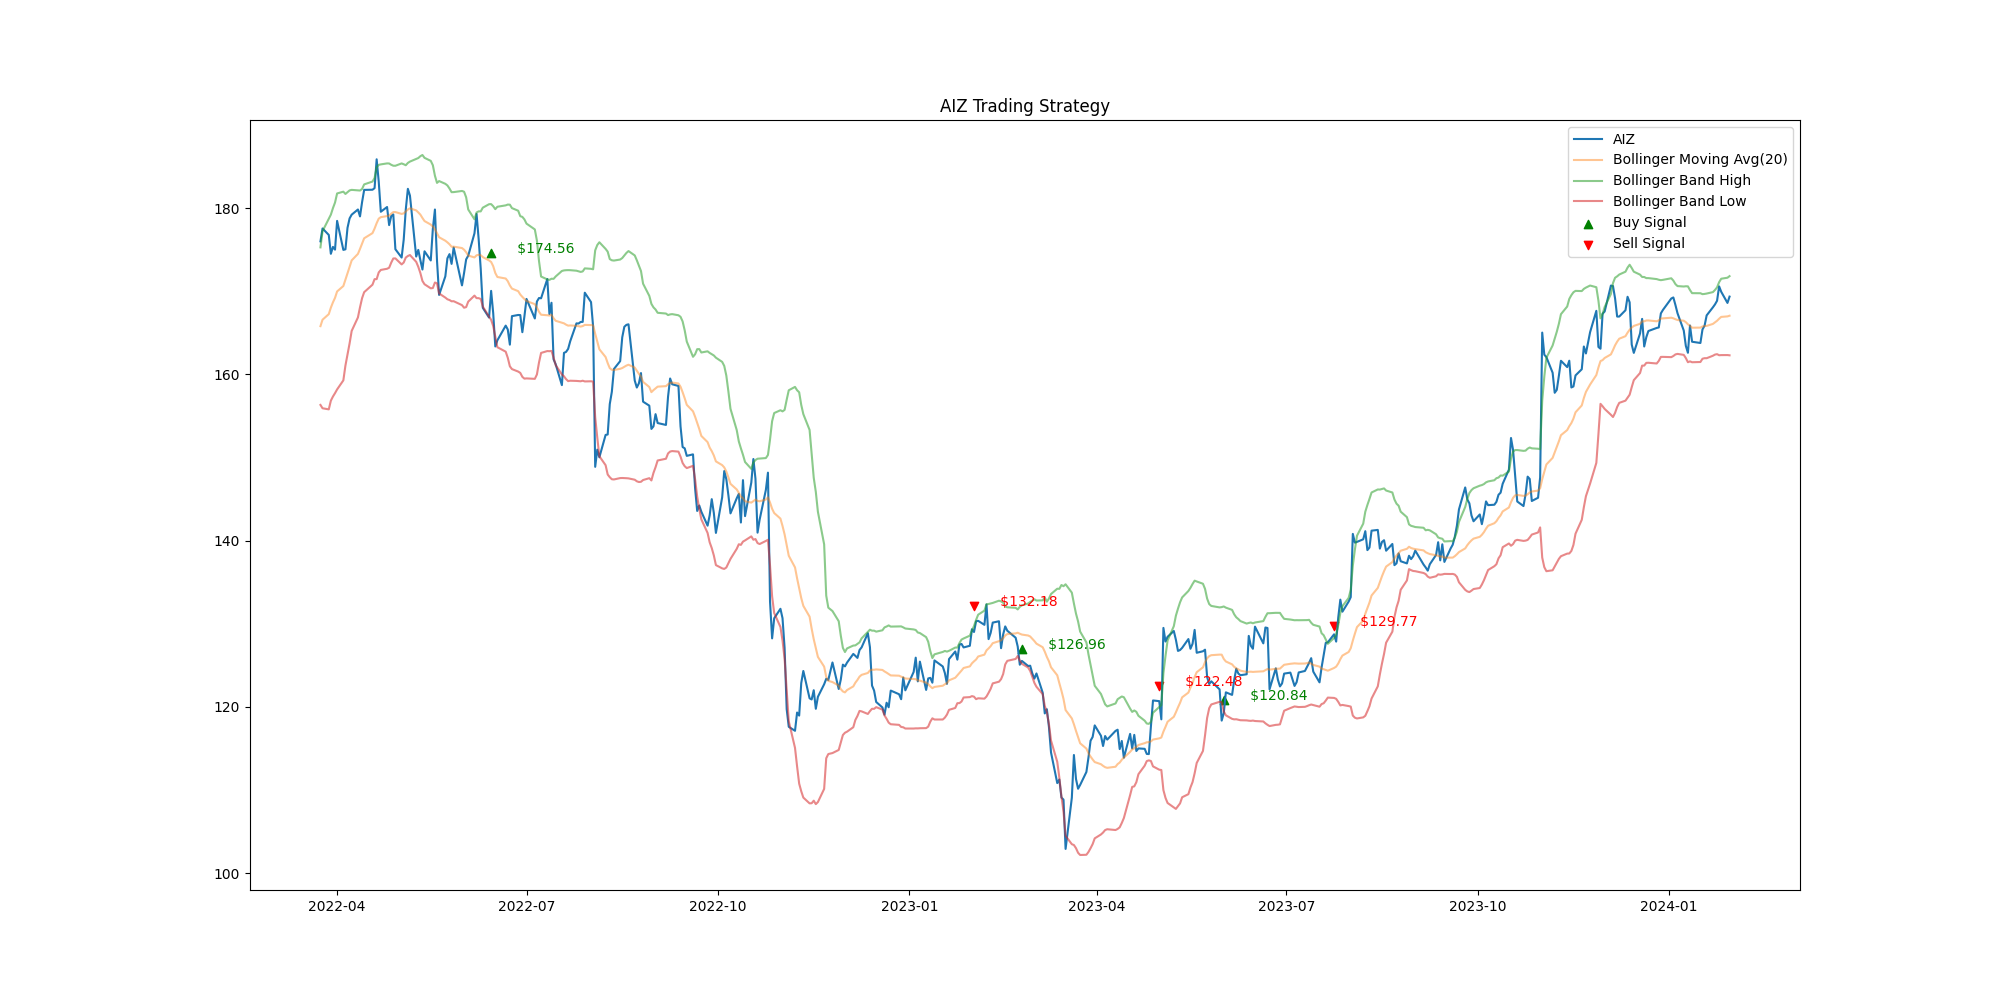 AIZ Trading Strategy
AIZ
Bollinger Moving Avg(20)
Bollinger Band High
Bollinger Band Low
Buy Signal
Sell Signal
180
160
140
120
100
$174.56
$132.18
$126.96
$122.48
$120.84
$129.77
2022-04
2022-07
2022-10
2023-01
2023-04
2023-07
2023-10
2024-01